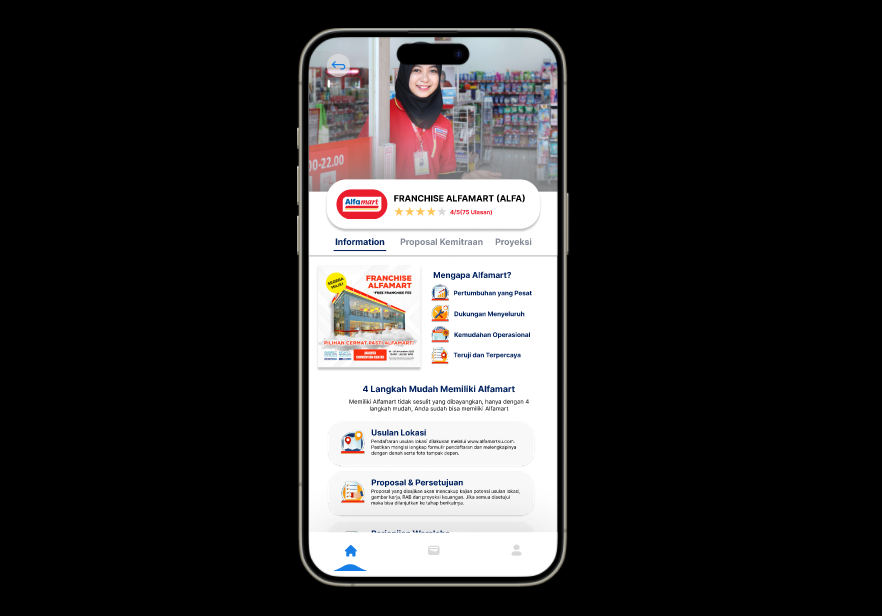 00-22.00
Alfamart
FRANCHISE ALFAMART (ALFA)
4/5(75 Ulasan)
Information
Proposal Kemitraan
Proyeksi
FRANCHISE
ALFAMART
*FREE FRANCHISE FEE
PILIHAN CERMAT PASTI ALFAMART
Mengapa Alfamart?
Pertumbuhan yang Pesat
Dukungan Menyeluruh
Kemudahan Operasional
Teruji dan Terpercaya
4 Langkah Mudah Memiliki Alfamart
Memiliki Alfamart tidak sesulit yang dibayangkan, hanya dengan 4
langkah mudah, Anda sudah bisa memiliki Alfamart
Usulan Lokasi
Pendaftaran usulan lokasi dilakukan melalui www.alfamartku.com.
Pastikan mengisi lengkap formulir pendaftaran dan melengkapinya
dengan denah serta foto tampak depan.
Proposal & Persetujuan
Proposal yang disajikan akan mencakup kajian potensi usulan lokasi,
gambar kerja, RAB dan proyeksi keuangan. Jika semua disetujui
maka bisa dilanjutkan ke tahap berikutnya.